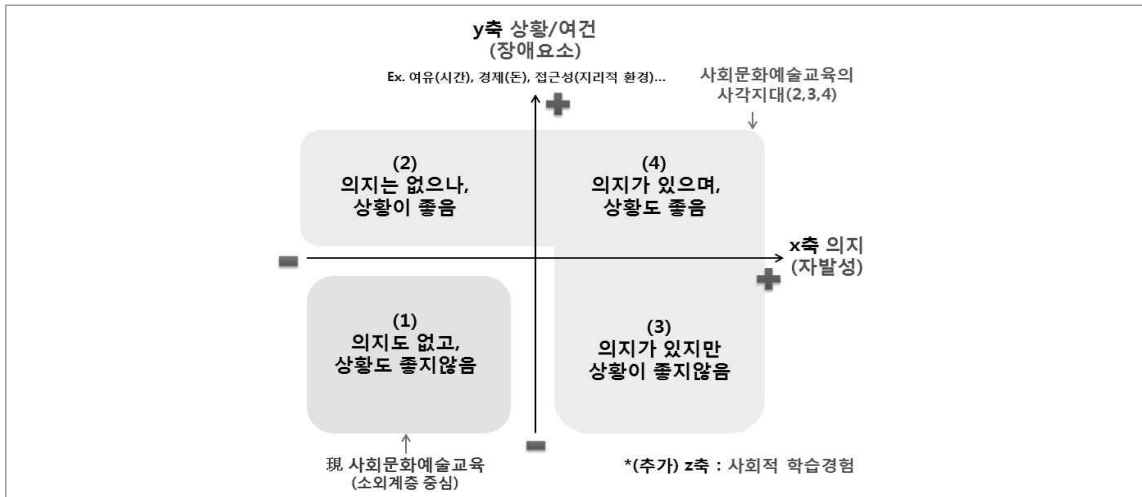 y축 상황/여건
(장애요소)
Ex. 여유(시간), 경제(돈), 접근성(지리적 환경)...
사회문화예술교육의
사각지대(2,3,4)
(2)
의지는 없으나,
상황이 좋음
(4)
의지가 있으며,
상황도 좋음
x축 의지
(자발성)
(1)
의지도 없고,
상황도 좋지않음
(3)
의지가 있지만
상황이 좋지않음
現 사회문화예술교육
(소외계층 중심)
*(추가) z축 : 사회적 학습경험